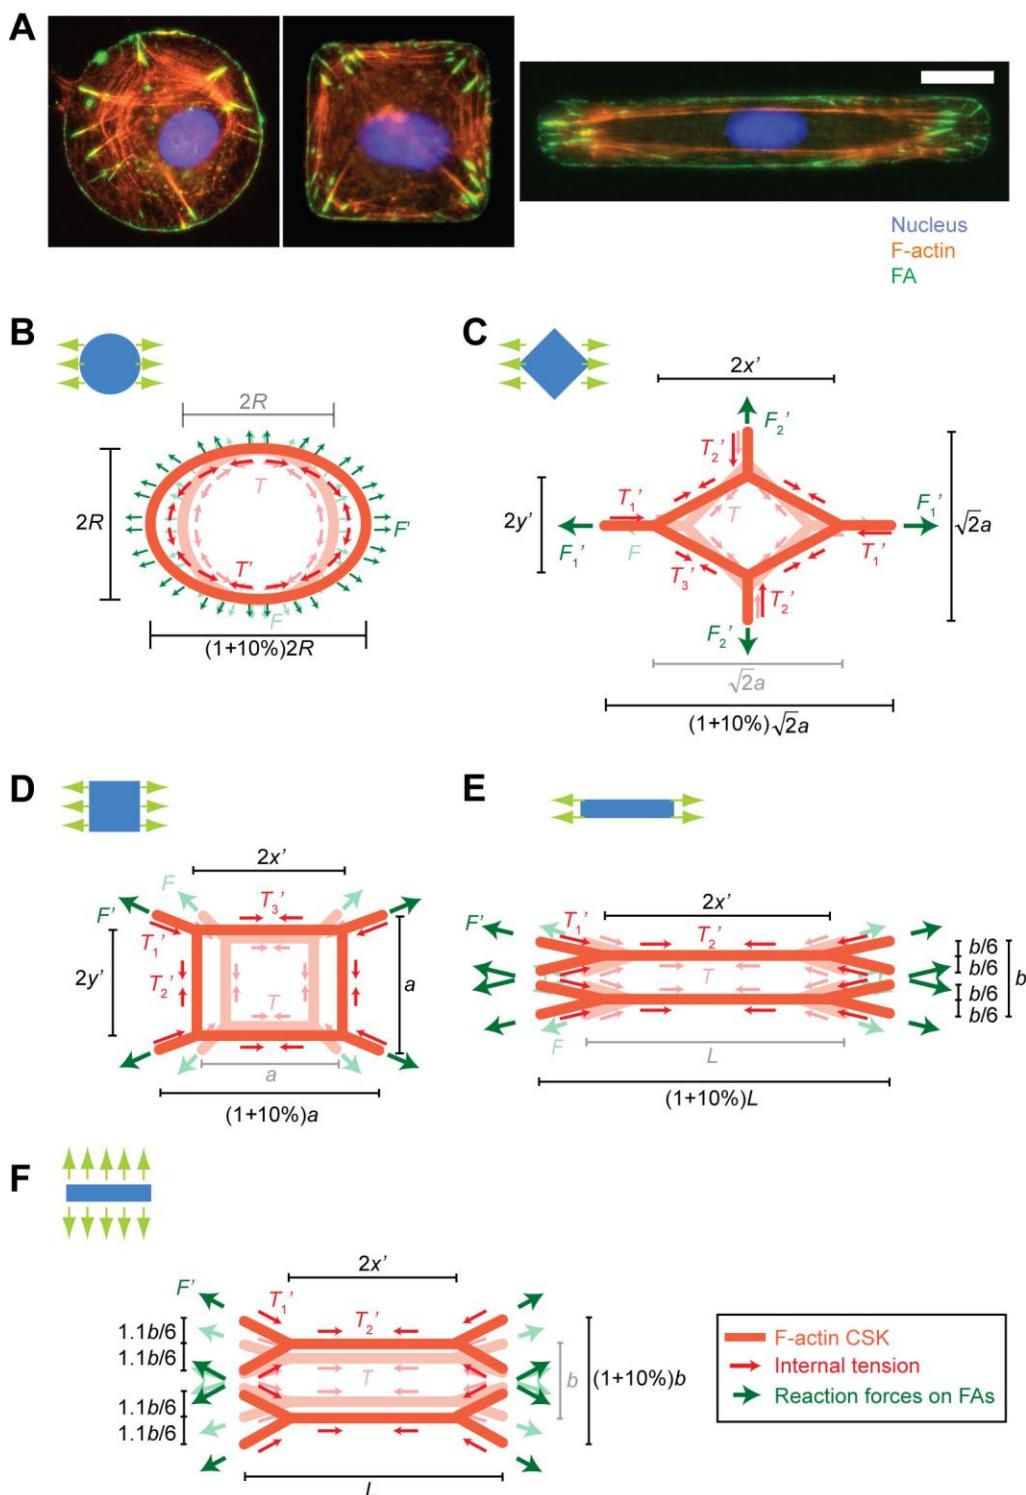 A
Nucleus
F-actin
FA
B
2R
2R
T
F'
T'
F
(1+10%)2R
C
2x'
F2'
T2'
2y'
T1'
T
F1'
√2a
F1'
F
T3'
T1'
T2'
F2'
√2a
(1+10%)√2a
D
2x'
F
T3'
F'
T1'
2y'
T2'
a
T
a
(1+10%)a
E
2x'
F'
T1'
T2'
b/6
b/6
b
T
b/6
b/6
F
L
(1+10%)L
F
2x'
F'
T1'
T2'
1.1b/6
1.1b/6
T
b
(1+10%)b
1.1b/6
1.1b/6
L
F-actin CSK
Internal tension
Reaction forces on FAs